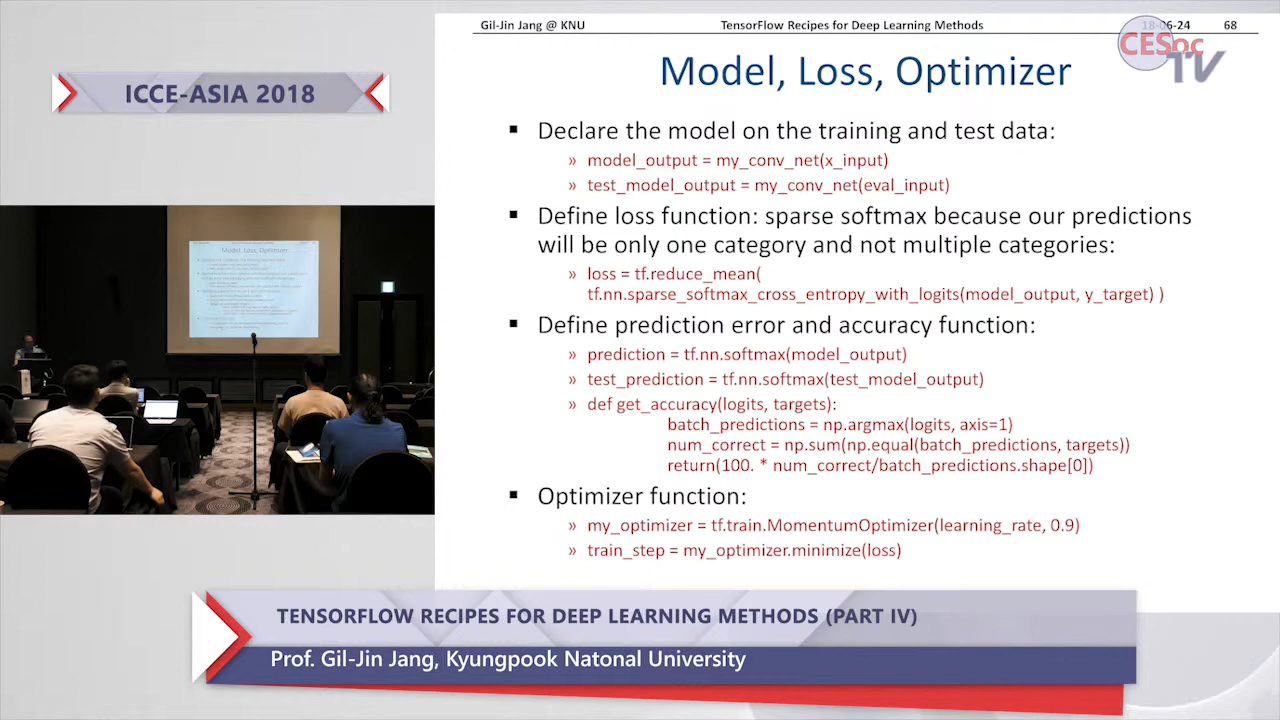 Gil-Jin Jang @ KNU
TensorFlow Recipes for Deep Learning Methods
18-06-24
68
CESoc
TV
ICCE-ASIA 2018
Model, Loss, Optimizer
▪ Declare the model on the training and test data:
» model_output = my_conv_net(x_input)
» test_model_output = my_conv_net(eval_input)
▪ Define loss function: sparse softmax because our predictions
will be only one category and not multiple categories:
» loss = tf.reduce_mean(
tf.nn.sparse_softmax_cross_entropy_with_logits(model_output, y_target) )
▪ Define prediction error and accuracy function:
» prediction = tf.nn.softmax(model_output)
» test_prediction = tf.nn.softmax(test_model_output)
» def get_accuracy(logits, targets):
batch_predictions = np.argmax(logits, axis=1)
num_correct = np.sum(np.equal(batch_predictions, targets))
return(100. * num_correct/batch_predictions.shape[0])
▪ Optimizer function:
» my_optimizer = tf.train.MomentumOptimizer(learning_rate, 0.9)
» train_step = my_optimizer.minimize(loss)
Model, Loss, Optimizer
TENSORFLOW RECIPES FOR DEEP LEARNING METHODS (PART IV)
Prof. Gil-Jin Jang, Kyungpook Natonal University